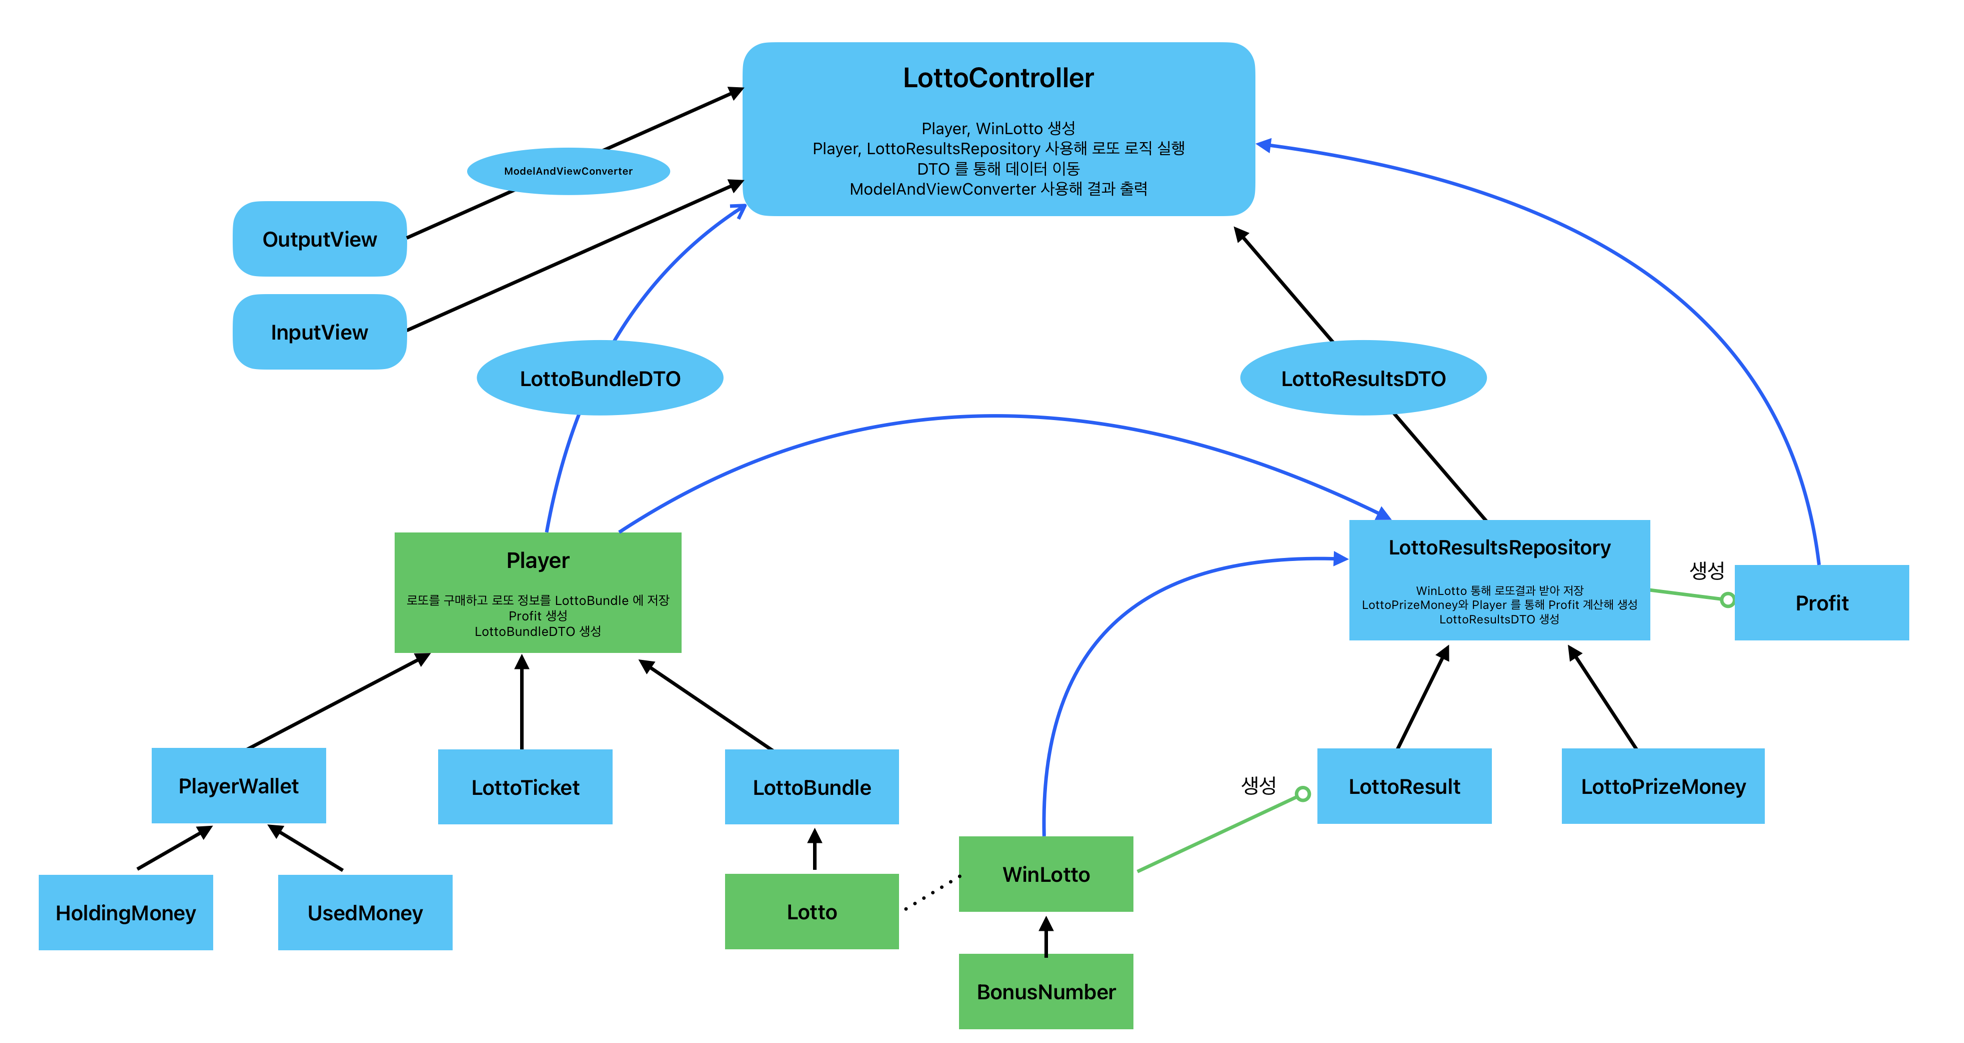 LottoController
Player, WinLotto 생성
Player, LottoResultsRepository 사용해 로또 로직 실행
DTO 를 통해 데이터 이동
ModelAndViewConverter 사용해 결과 출력
ModelAndViewConverter
OutputView
InputView
LottoBundleDTO
LottoResultsDTO
Player
로또를 구매하고 로또 정보를 LottoBundle 에 저장
Profit 생성
LottoBundleDTO 생성
LottoResultsRepository
WinLotto 통해 로또결과 받아 저장
LottoPrizeMoney와 Player 를 통해 Profit 계산해 생성
LottoResultsDTO 생성
생성
Profit
PlayerWallet
LottoTicket
LottoBundle
생성
LottoResult
LottoPrizeMoney
HoldingMoney
UsedMoney
Lotto
WinLotto
BonusNumber